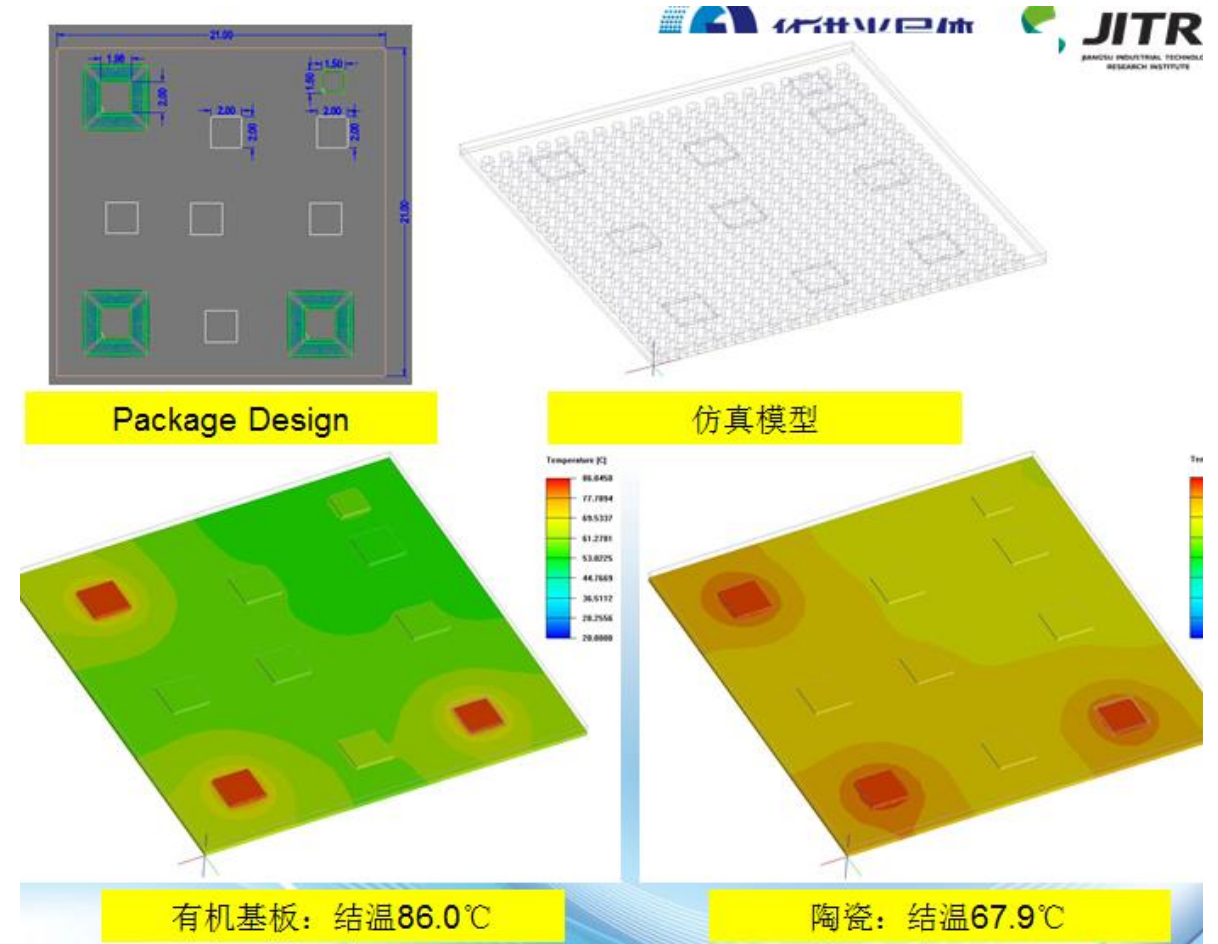 JITR
JIANGSU INDUSTRIAL TECHNOLO
RESEARCH INSTITUTE
21.00
1.98
2.00
1.50
1.50
2.00
2.00
2.00
2.00
21.00
Package Design
仿真模型
Temperature [C]
86.0450
77.7894
69.5337
61.2781
53.0225
44.7669
36.5112
28.2556
20.0000
有机基板：结温86.0℃
陶瓷：结温67.9℃